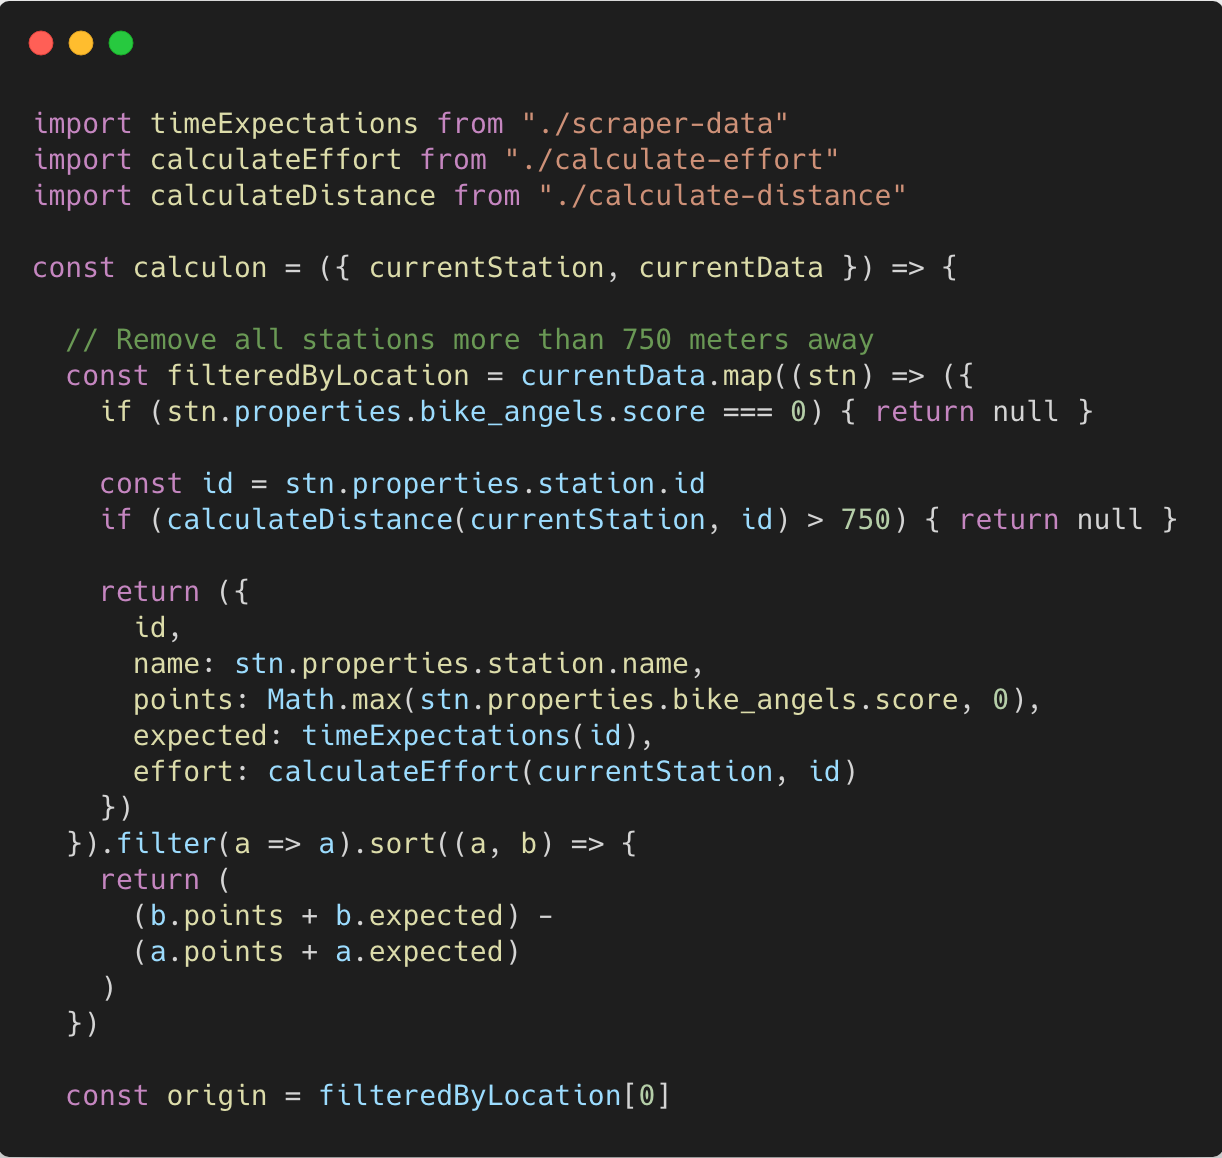 import timeExpectations from "./scraper-data"
import calculateEffort from "./calculate-effort"
import calculateDistance from "./calculate-distance"

const calculon = ({ currentStation, currentData }) => {

  // Remove all stations more than 750 meters away
  const filteredByLocation = currentData.map((stn) => ({
    if (stn.properties.bike_angels.score === 0) { return null }

    const id = stn.properties.station.id
    if (calculateDistance(currentStation, id) > 750) { return null }

    return ({
      id,
      name: stn.properties.station.name,
      points: Math.max(stn.properties.bike_angels.score, 0),
      expected: timeExpectations(id),
      effort: calculateEffort(currentStation, id)
    })
  }).filter(a => a).sort((a, b) => {
    return (
      (b.points + b.expected) -
      (a.points + a.expected)
    )
  })

  const origin = filteredByLocation[0]